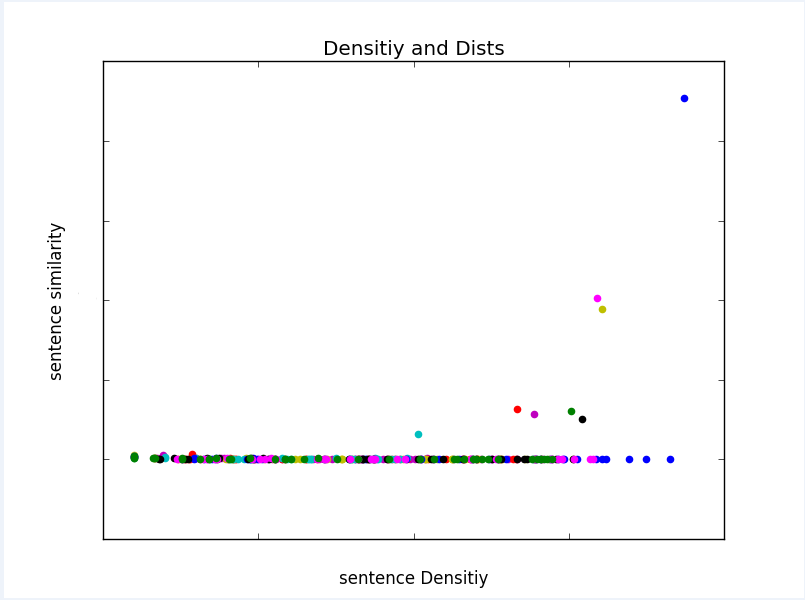 Densitiy and Dists
sentence similarity
sentence Densitiy